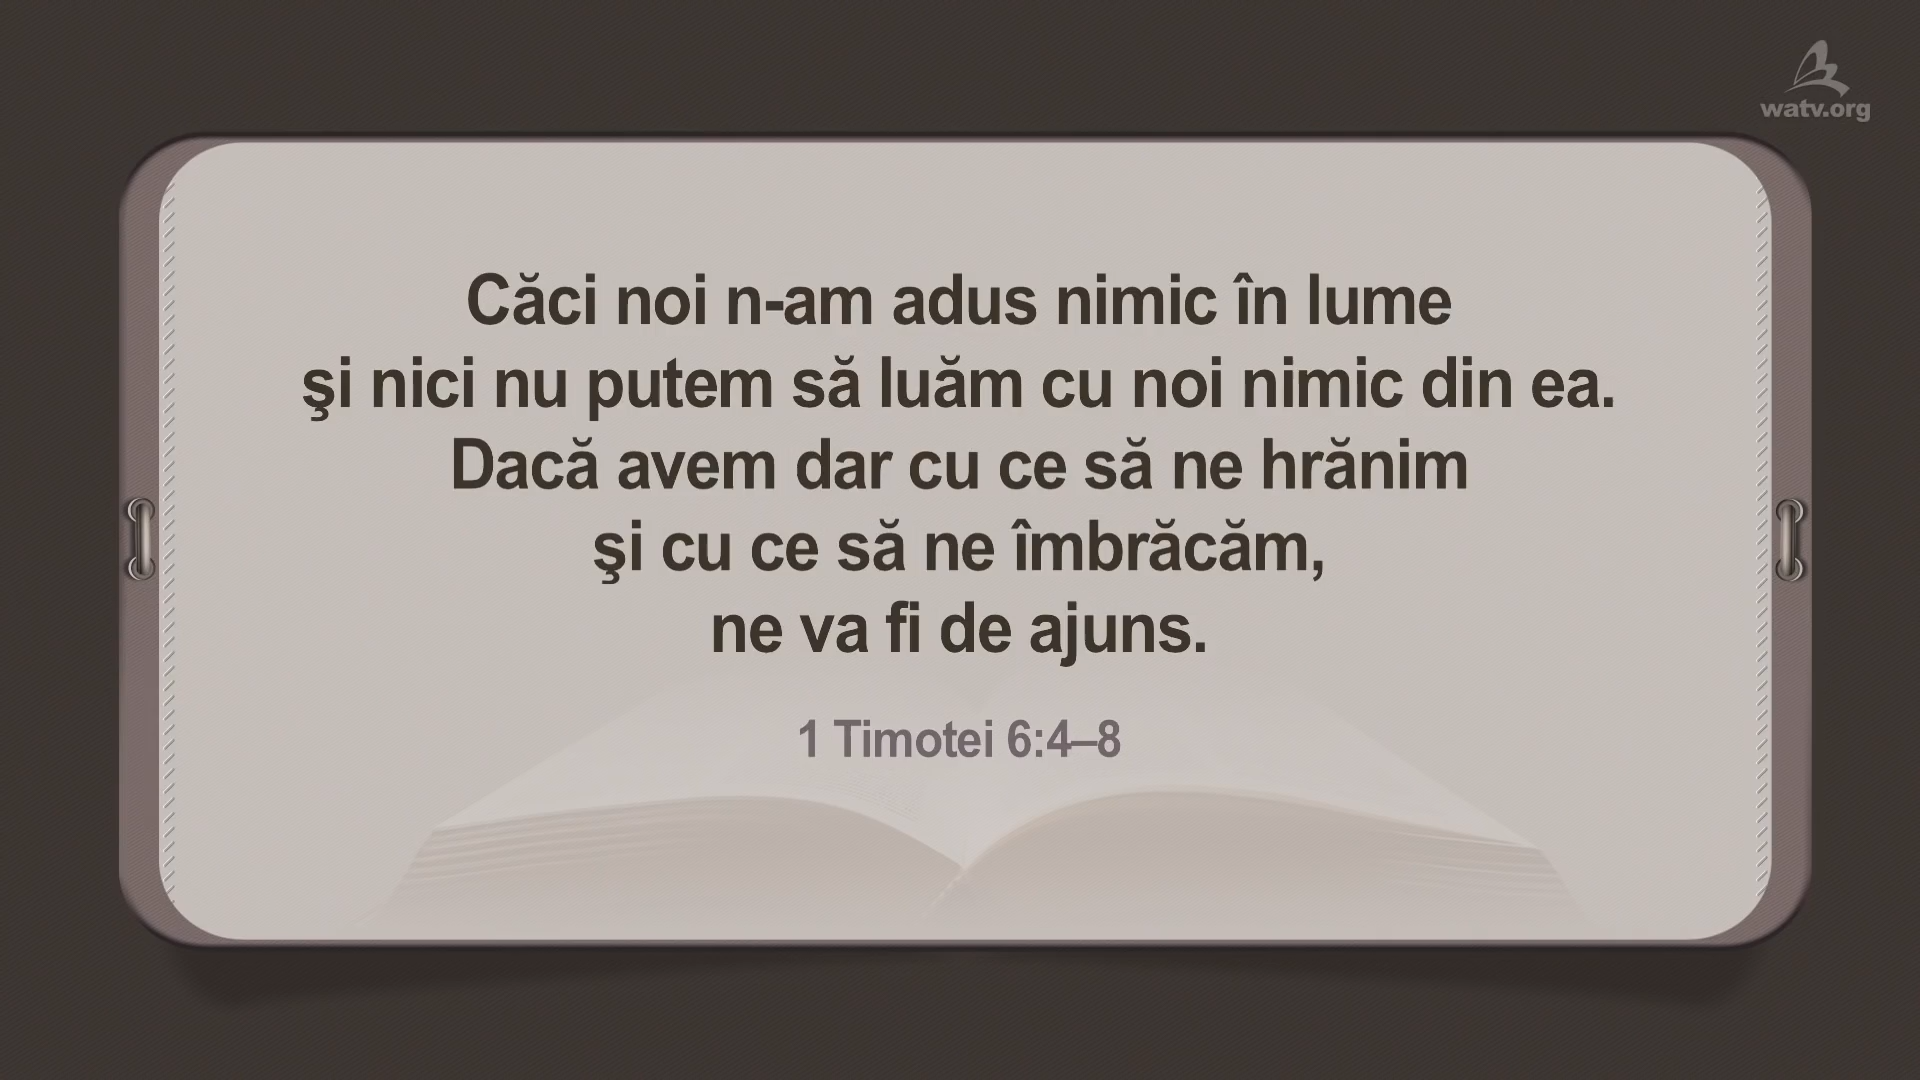 watv.org
Căci noi n-am adus nimic în lume
şi nici nu putem să luăm cu noi nimic din ea.
Dacă avem dar cu ce să ne hrănim
şi cu ce să ne îmbrăcăm,
ne va fi de ajuns.
1 Timotei 6:4–8